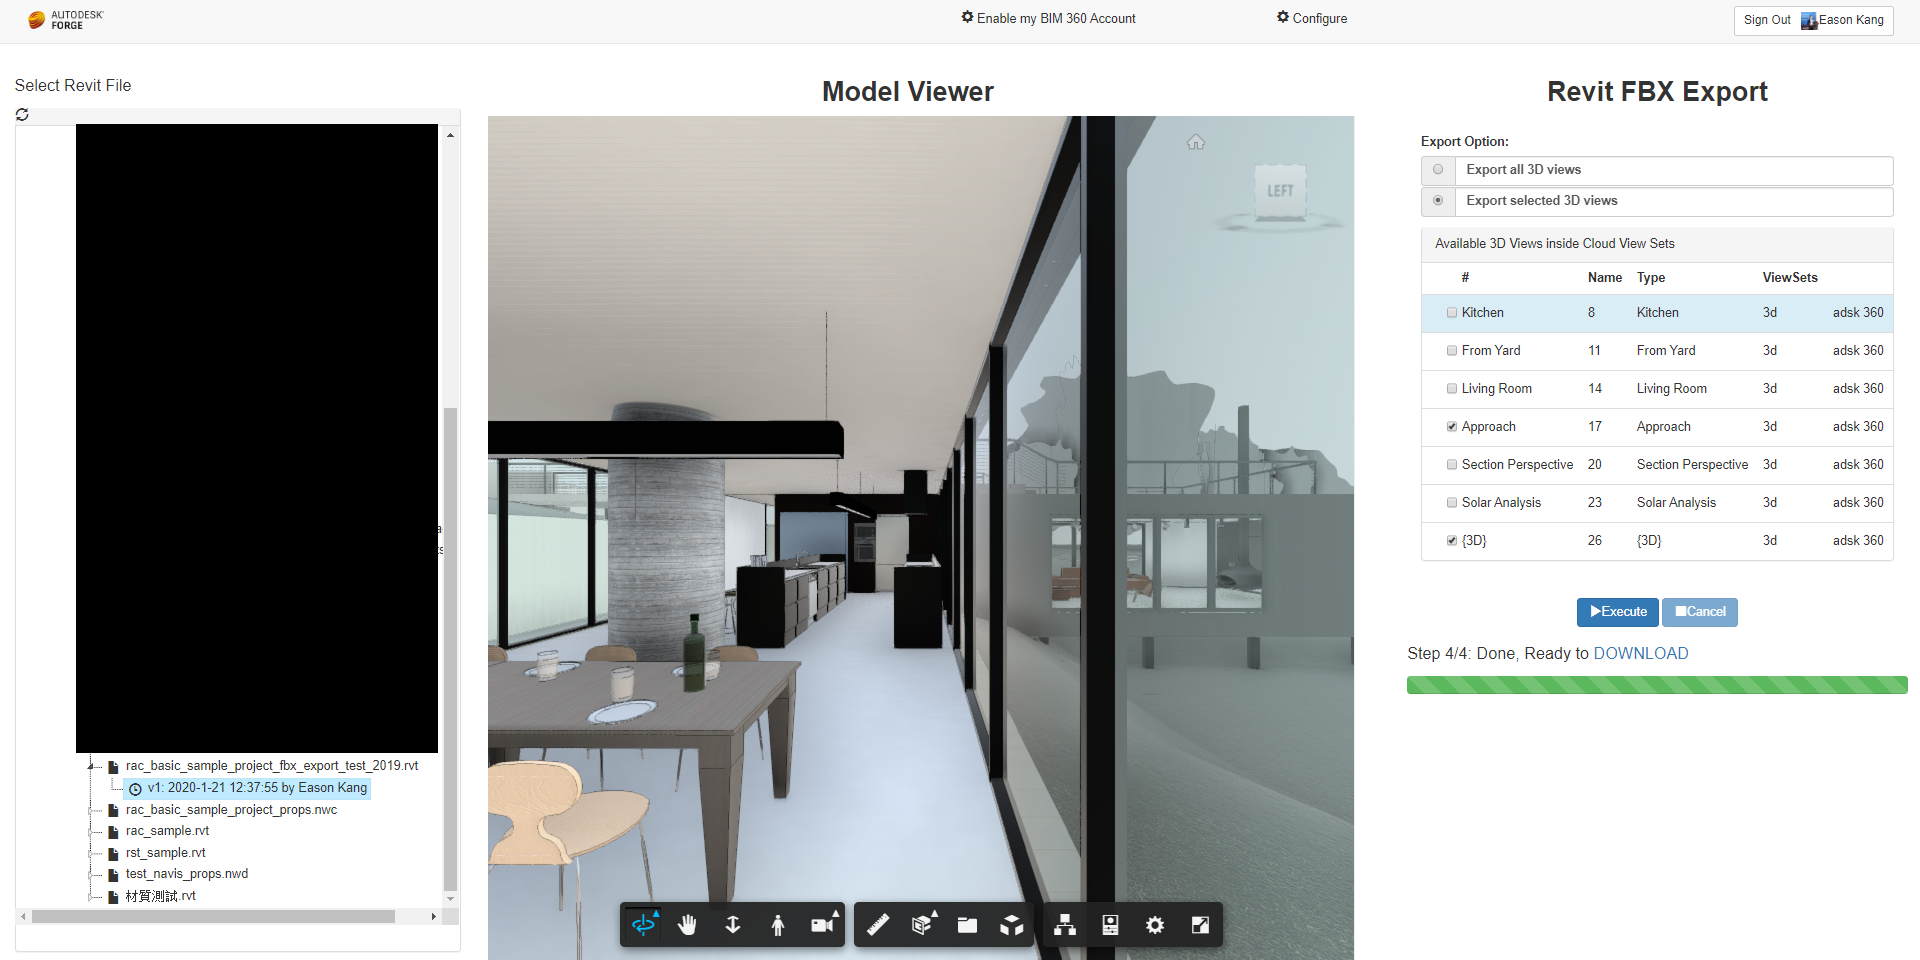 AUTODESK
FORGE
Enable my BIM 360 Account
Configure
Sign Out Eason Kang
Select Revit File
rac_basic_sample_project_fbx_export_test_2019.rvt
v1: 2020-1-21 12:37:55 by Eason Kang
rac_basic_sample_project_props.nwc
rac_sample.rvt
rst_sample.rvt
test_navis_props.nwd
材質測試.rvt
Model Viewer
LEFT
Revit FBX Export
Export Option:
Export all 3D views
Export selected 3D views
Available 3D Views inside Cloud View Sets
# Name Type ViewSets
Kitchen 8 Kitchen 3d adsk 360
From Yard 11 From Yard 3d adsk 360
Living Room 14 Living Room 3d adsk 360
Approach 17 Approach 3d adsk 360
Section Perspective 20 Section Perspective 3d adsk 360
Solar Analysis 23 Solar Analysis 3d adsk 360
{3D} 26 {3D} 3d adsk 360
Execute Cancel
Step 4/4: Done, Ready to DOWNLOAD